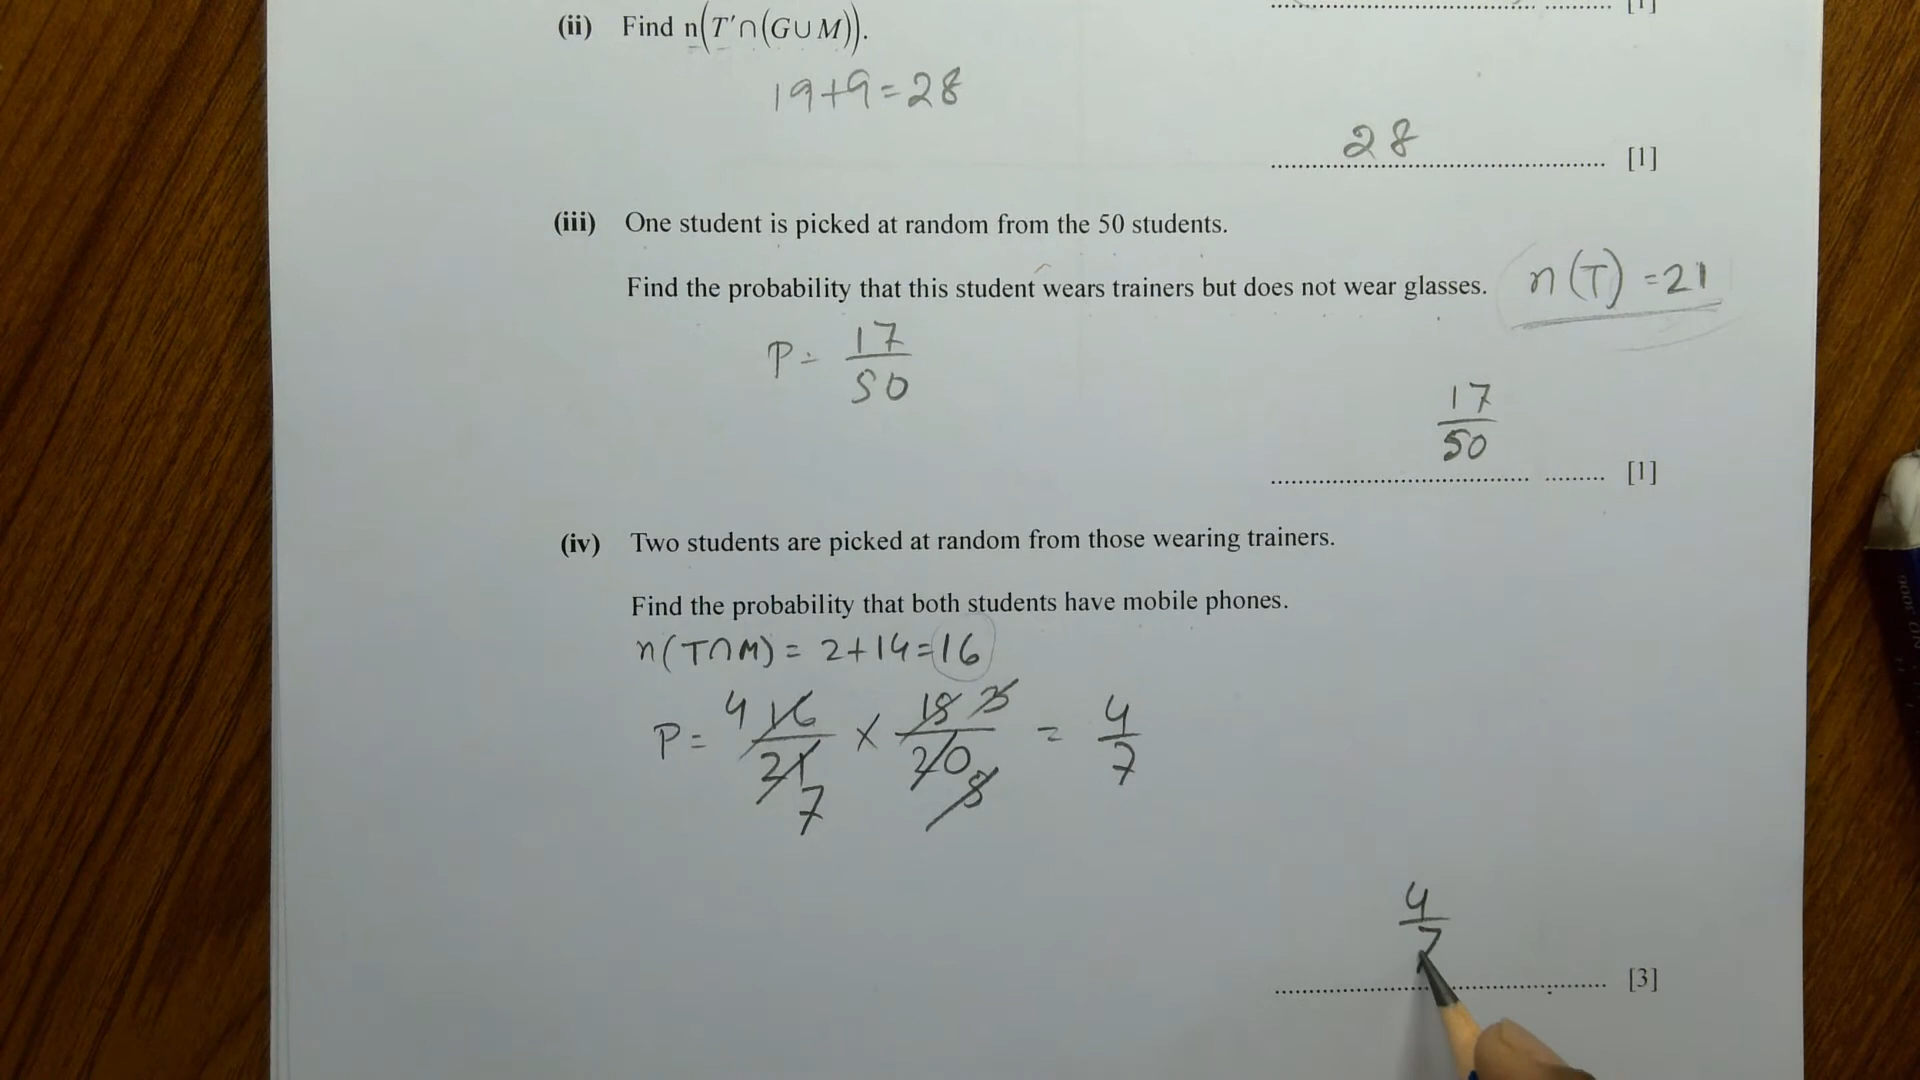 [1]
(ii) Find n(T′∩(G∪M)).
19+9=28
28
[1]
(iii) One student is picked at random from the 50 students.
Find the probability that this student wears trainers but does not wear glasses.
n(T) =21
P= 17/50
17/50
[1]
(iv) Two students are picked at random from those wearing trainers.
Find the probability that both students have mobile phones.
n(T∩M) = 2+14=16
P= 4 16/21 7 × 15 3/20 5 = 4/7
4/7
[3]